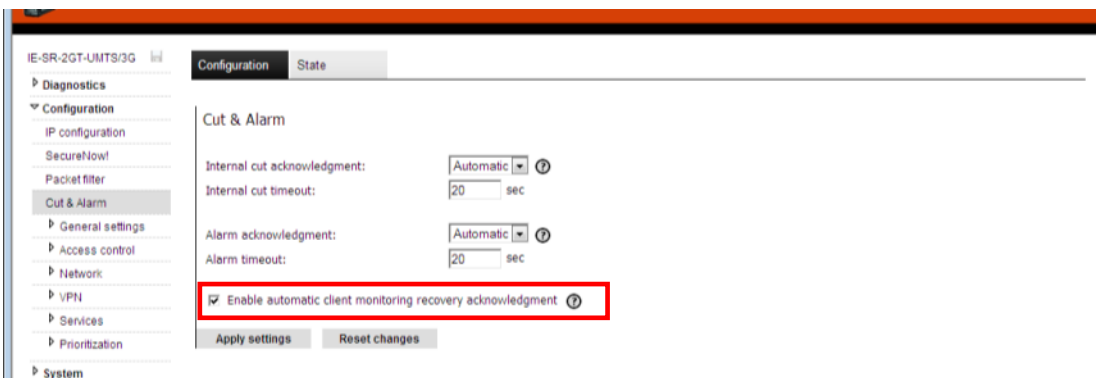 IE-SR-2GT-UMTS/3G
Configuration State
Diagnostics
Configuration
IP configuration
SecureNow!
Packet filter
Cut & Alarm
General settings
Access control
Network
VPN
Services
Prioritization
System
Cut & Alarm
Internal cut acknowledgment: Automatic ?
Internal cut timeout: 20 sec
Alarm acknowledgment: Automatic ?
Alarm timeout: 20 sec
Enable automatic client monitoring recovery acknowledgment ?
Apply settings Reset changes